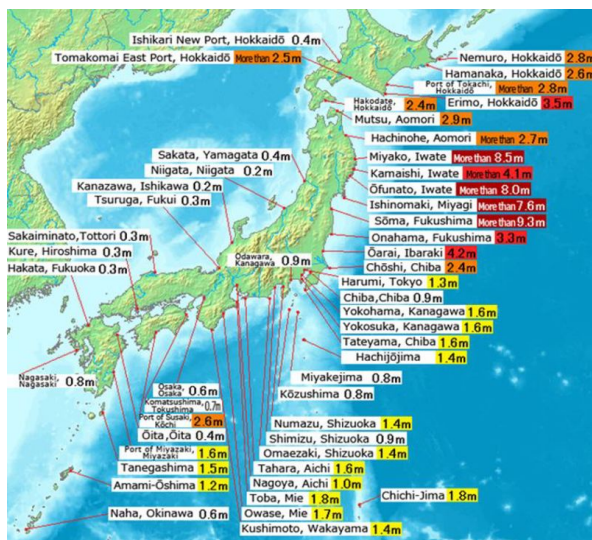 Ishikari New Port, Hokkaidō 0.4m
Tomakomai East Port, Hokkaidō More than 2.5m
Nemuro, Hokkaidō 2.8m
Hamanaka, Hokkaidō 2.6m
Port of Tokachi,
Hokkaidō More than 2.8m
Hakodate,
Hokkaidō 2.4m
Erimo, Hokkaidō 3.5m
Mutsu, Aomori 2.9m
Hachinohe, Aomori More than 2.7m
Sakata, Yamagata 0.4m
Miyako, Iwate More than 8.5m
Niigata, Niigata 0.2m
Kamaishi, Iwate More than 4.1m
Kanazawa, Ishikawa 0.2m
Ōfunato, Iwate More than 8.0m
Tsuruga, Fukui 0.3m
Ishinomaki, Miyagi More than 7.6m
Sōma, Fukushima More than 9.3m
Sakaiminato,Tottori 0.3m
Onahama, Fukushima 3.3m
Kure, Hiroshima 0.3m
Ōarai, Ibaraki 4.2m
Odawara,
Kanagawa 0.9m
Hakata, Fukuoka 0.3m
Chōshi, Chiba 2.4m
Harumi, Tokyo 1.3m
Chiba,Chiba 0.9m
Yokohama, Kanagawa 1.6m
Yokosuka, Kanagawa 1.6m
Tateyama, Chiba 1.6m
Hachijōjima 1.4m
Nagasaki,
Nagasaki 0.8m
Miyakejima 0.8m
Kōzushima 0.8m
Osaka,
Osaka 0.6m
Komatsushima,
Tokushima 0.7m
Port of Susaki,
Kōchi 2.6m
Ōita,Ōita 0.4m
Port of Miyazaki,
Miyazaki 1.6m
Tanegashima 1.5m
Amami-Ōshima 1.2m
Naha, Okinawa 0.6m
Numazu, Shizuoka 1.4m
Shimizu, Shizuoka 0.9m
Omaezaki, Shizuoka 1.4m
Tahara, Aichi 1.6m
Nagoya, Aichi 1.0m
Toba, Mie 1.8m
Owase, Mie 1.7m
Kushimoto, Wakayama 1.4m
Chichi-Jima 1.8m